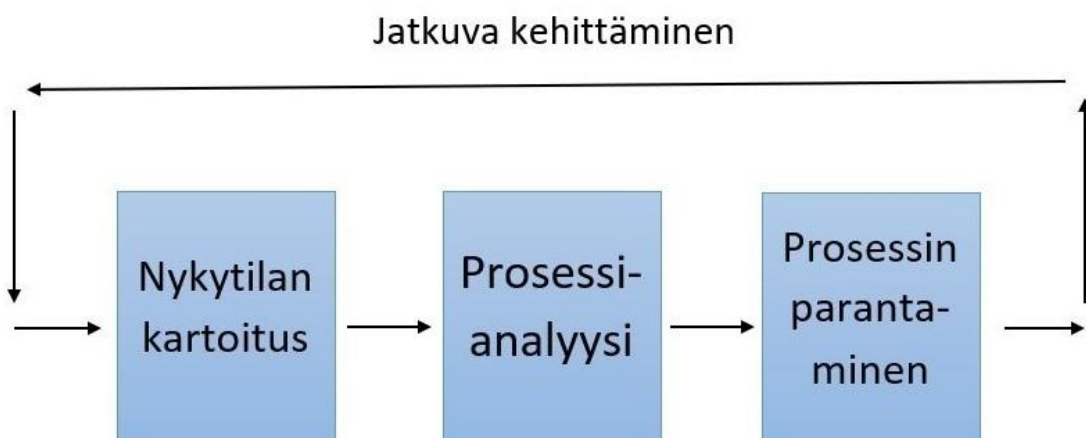 Jatkuva kehittäminen
Nykytilan
kartoitus
Prosessi-
analyysi
Prosessin
paranta-
minen